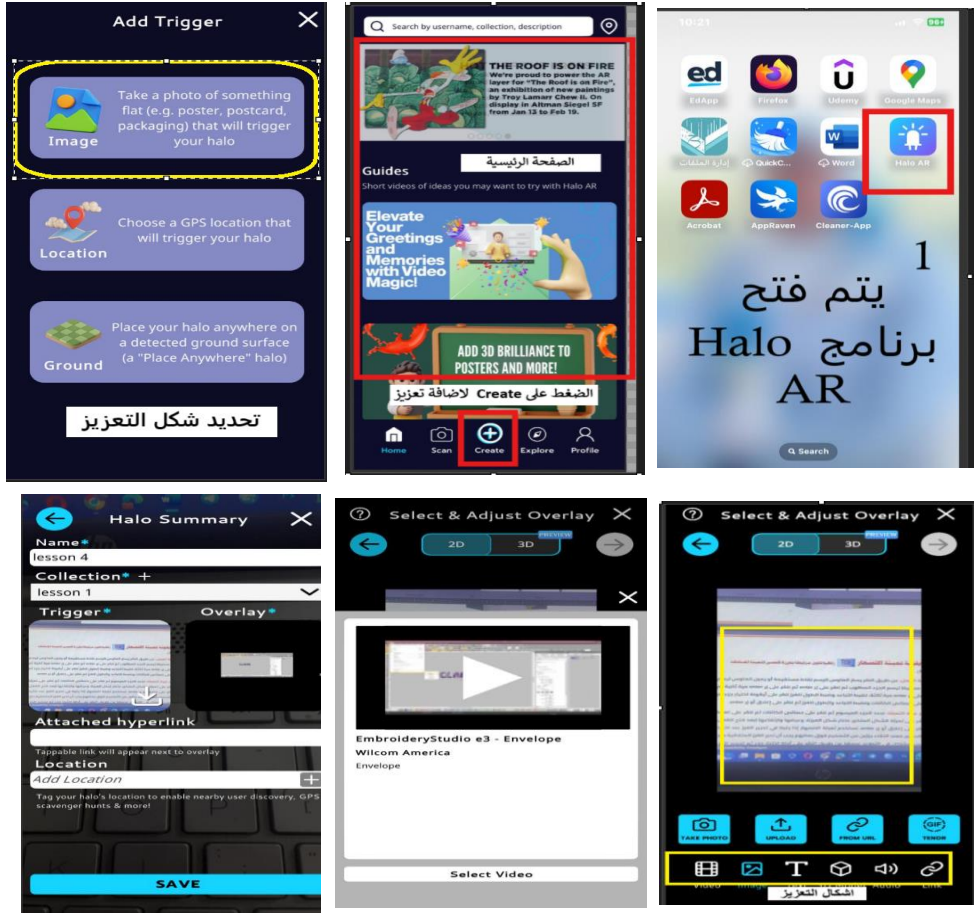 Add Trigger
Take a photo of something
flat (e.g. poster, postcard,
packaging) that will trigger
your halo
Image
Choose a GPS location that
will trigger your halo
Location
Place your halo anywhere on
a detected ground surface
(a "Place Anywhere" halo)
Ground
تحديد شكل التعزيز
Search by username, collection, description
THE ROOF IS ON FIRE
We're proud to power the AR
layer for "The Roof is on Fire",
an exhibition of new paintings
by Troy Lamarr Chew II. On
display in Altman Siegel SF
from Jan 13 to Feb 19.
الصفحة الرئيسية
Guides
Short videos of ideas you may want to try with Halo AR
Elevate
Your
Greetings
and
Memories
with Video
Magic!
ADD 3D BRILLIANCE TO
POSTERS AND MORE!
الضغط على Create لاضافة تعزيز
Home Scan Create Explore Profile
10:21
96
ed
EdApp Firefox Udemy Google Maps
إدارة الملفات QuickC... Word Halo AR
Acrobat AppRaven Cleaner-App
1
يتم فتح
برنامج Halo
AR
Search
Halo Summary
Name*
lesson 4
Collection* +
lesson 1
Trigger* Overlay*
Attached hyperlink
Tappable link will appear next to overlay
Location
Add Location
Tag your halo's location to enable nearby user discovery, GPS
scavenger hunts & more!
SAVE
Select & Adjust Overlay
2D 3D
PREVIEW
EmbroideryStudio e3 - Envelope
Wilcom America
Envelope
Select Video
Select & Adjust Overlay
2D 3D
PREVIEW
TAKE PHOTO UPLOAD FROM URL TENOR
GIF
Video Audio Link
اشكال التعزيز